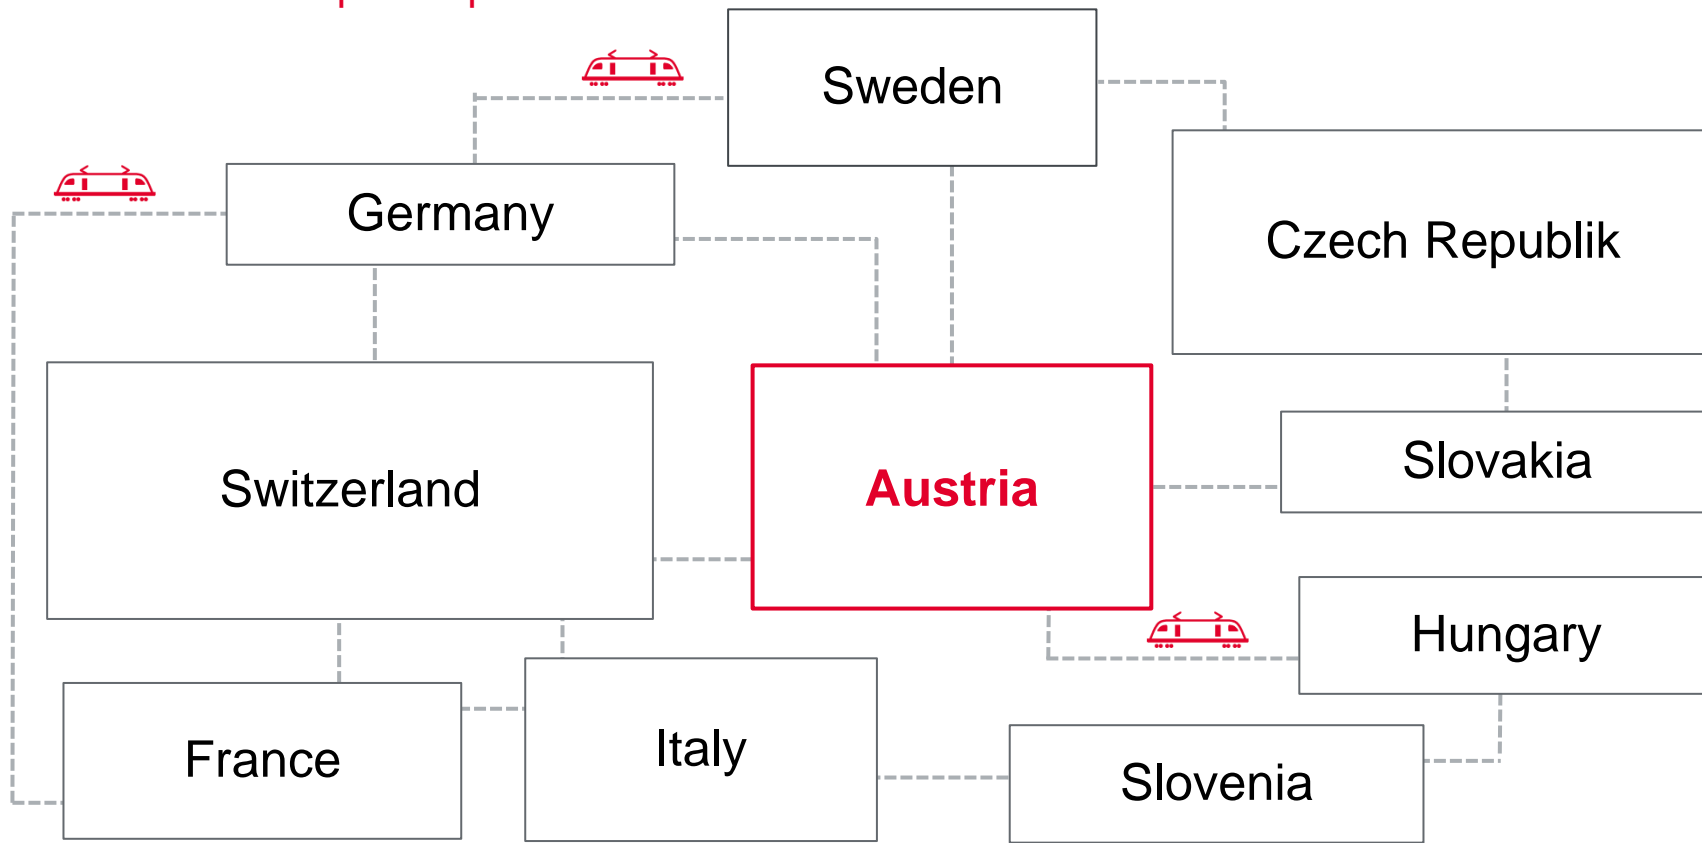 Sweden
Germany
Czech Republik
Switzerland
Austria
Slovakia
Hungary
France
Italy
Slovenia